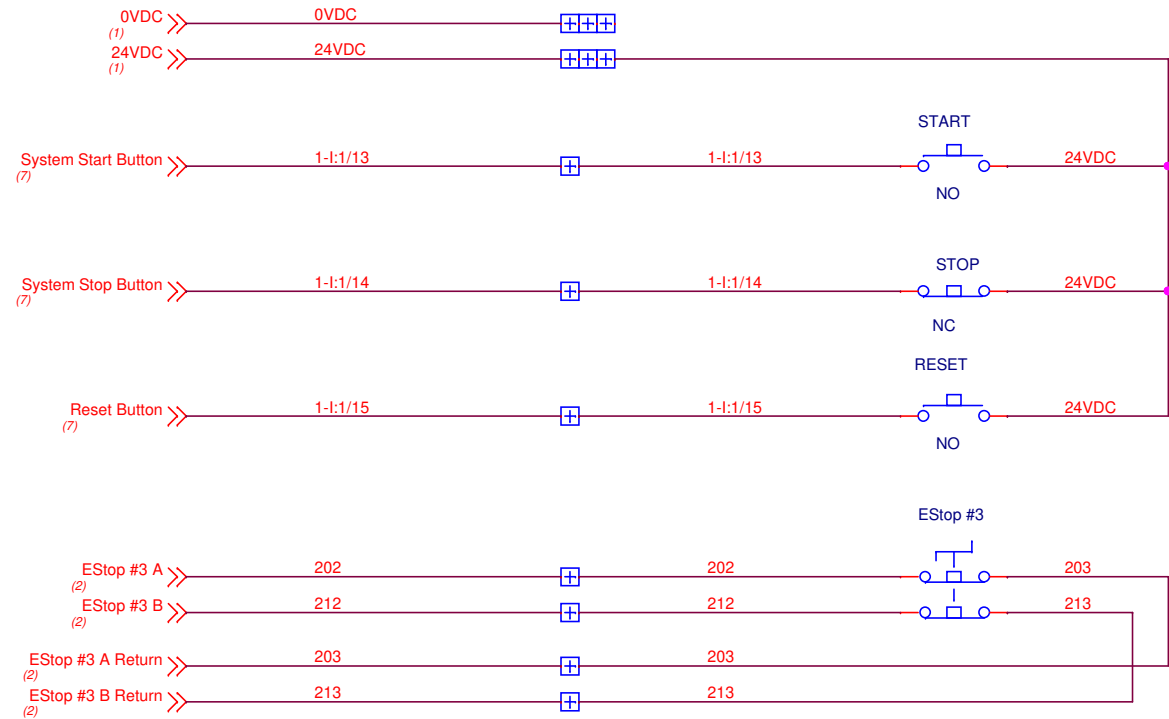 0VDC 0VDC
(1)
24VDC 24VDC
(1)
START
System Start Button 1-I:1/13 1-I:1/13 24VDC
(7)
NO
STOP
System Stop Button 1-I:1/14 1-I:1/14 24VDC
(7)
NC
RESET
Reset Button 1-I:1/15 1-I:1/15 24VDC
(7)
NO
EStop #3
EStop #3 A 202 202 203
(2)
EStop #3 B 212 212 213
(2)
EStop #3 A Return 203 203
(2)
EStop #3 B Return 213 213
(2)